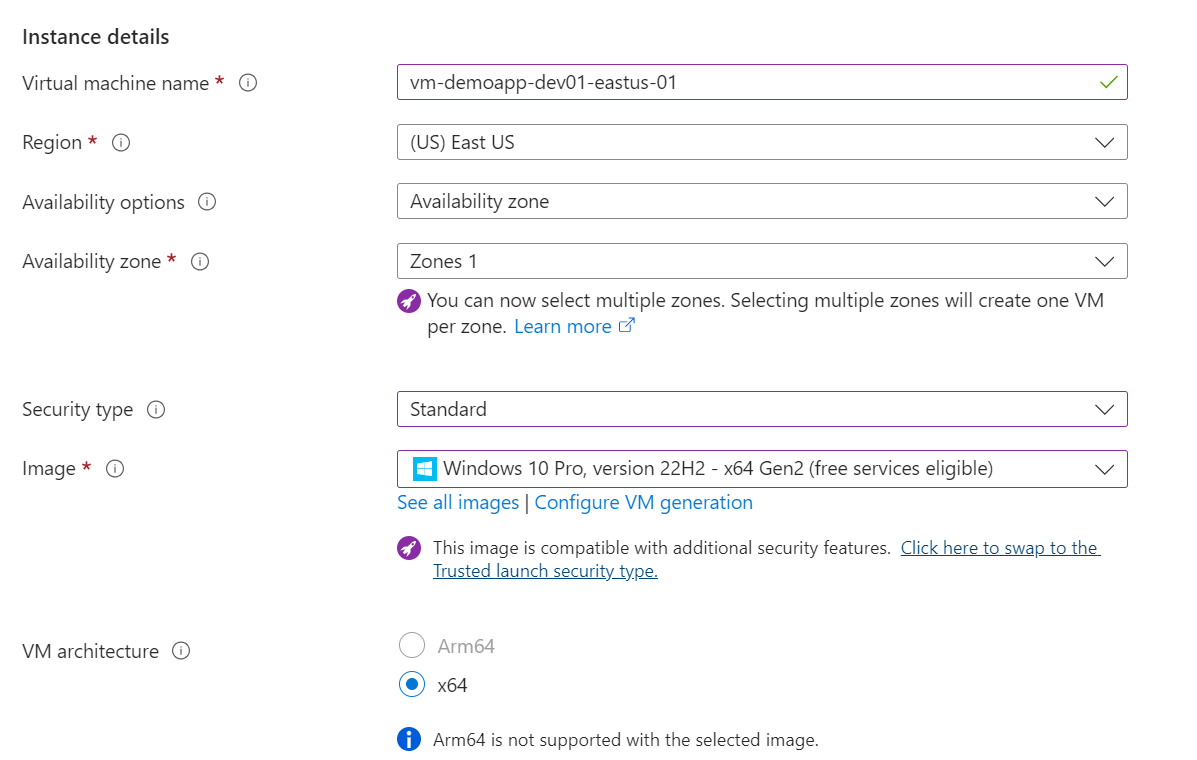 Instance details
Virtual machine name *
vm-demoapp-dev01-eastus-01
Region *
(US) East US
Availability options
Availability zone
Availability zone *
Zones 1
You can now select multiple zones. Selecting multiple zones will create one VM
per zone. Learn more
Security type
Standard
Image *
Windows 10 Pro, version 22H2 - x64 Gen2 (free services eligible)
See all images | Configure VM generation
This image is compatible with additional security features. Click here to swap to the
Trusted launch security type.
VM architecture
Arm64
x64
Arm64 is not supported with the selected image.